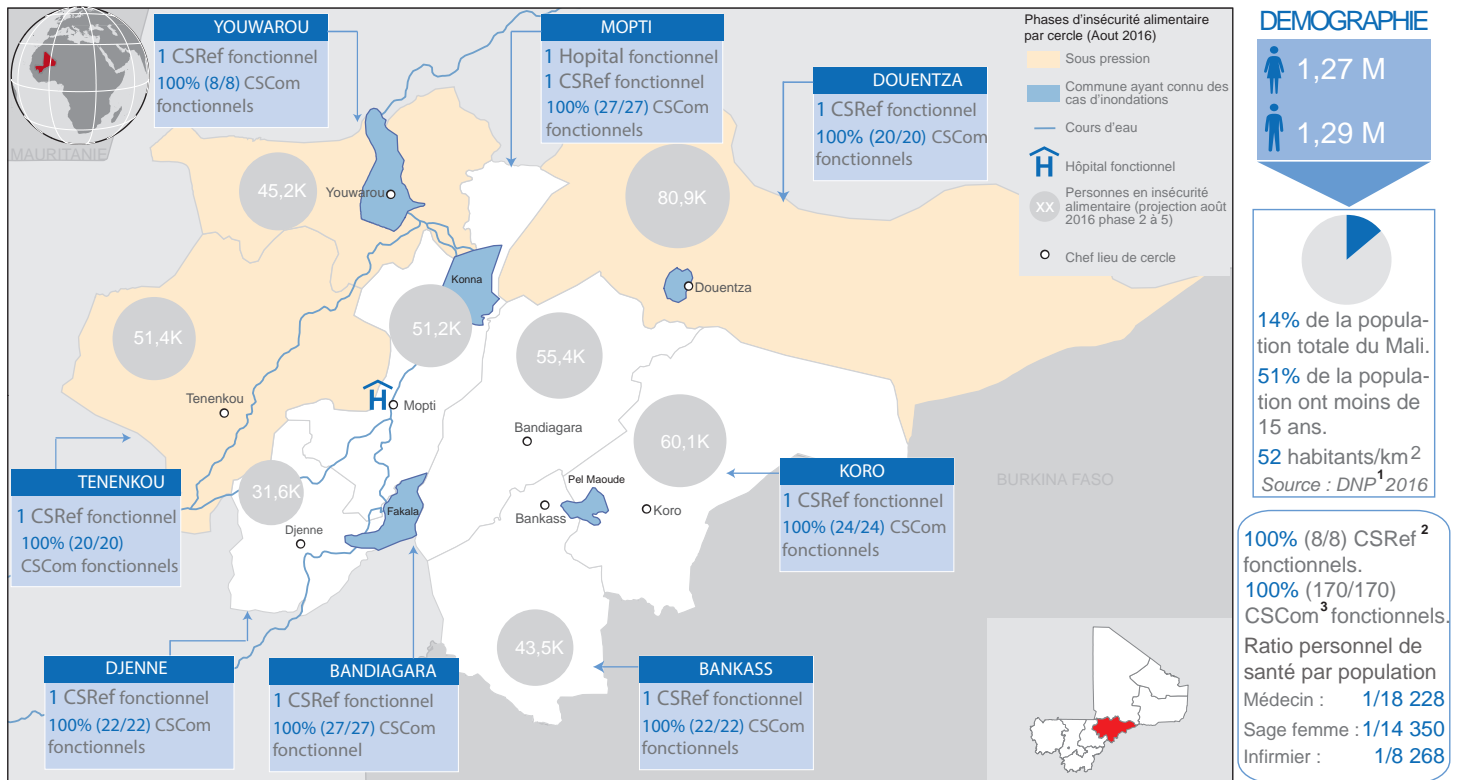 YOUWAROU
1 CSRef fonctionnel
100% (8/8) CSCom
fonctionnels
MOPTI
1 Hopital fonctionnel
1 CSRef fonctionnel
100% (27/27) CSCom
fonctionnels
DOUENTZA
1 CSRef fonctionnel
100% (20/20) CSCom
fonctionnels
Phases d'insécurité alimentaire
par cercle (Aout 2016)
Sous pression
Commune ayant connu des
cas d'inondations
Cours d'eau
H
Hôpital fonctionnel
XX
Personnes en insécurité
alimentaire (projection août
2016 phase 2 à 5)
Chef lieu de cercle
MAURITANIE
45,2K
Youwarou
80,9K
Konna
Douentza
51,4K
51,2K
55,4K
Tenenkou
H
Mopti
Bandiagara
60,1K
31,6K
Djenne
Fakala
Pel Maoude
Bankass
Koro
BURKINA FASO
43,5K
TENENKOU
1 CSRef fonctionnel
100% (20/20)
CSCom fonctionnels
KORO
1 CSRef fonctionnel
100% (24/24) CSCom
fonctionnels
DJENNE
1 CSRef fonctionnel
100% (22/22) CSCom
fonctionnels
BANDIAGARA
1 CSRef fonctionnel
100% (27/27) CSCom
fonctionnel
BANKASS
1 CSRef fonctionnel
100% (22/22) CSCom
fonctionnels
DEMOGRAPHIE
1,27 M
1,29 M
14% de la popula-
tion totale du Mali.
51% de la popula-
tion ont moins de
15 ans.
52 habitants/km2
Source : DNP1 2016
100% (8/8) CSRef 2
fonctionnels.
100% (170/170)
CSCom3 fonctionnels.
Ratio personnel de
santé par population
Médecin : 1/18 228
Sage femme : 1/14 350
Infirmier : 1/8 268